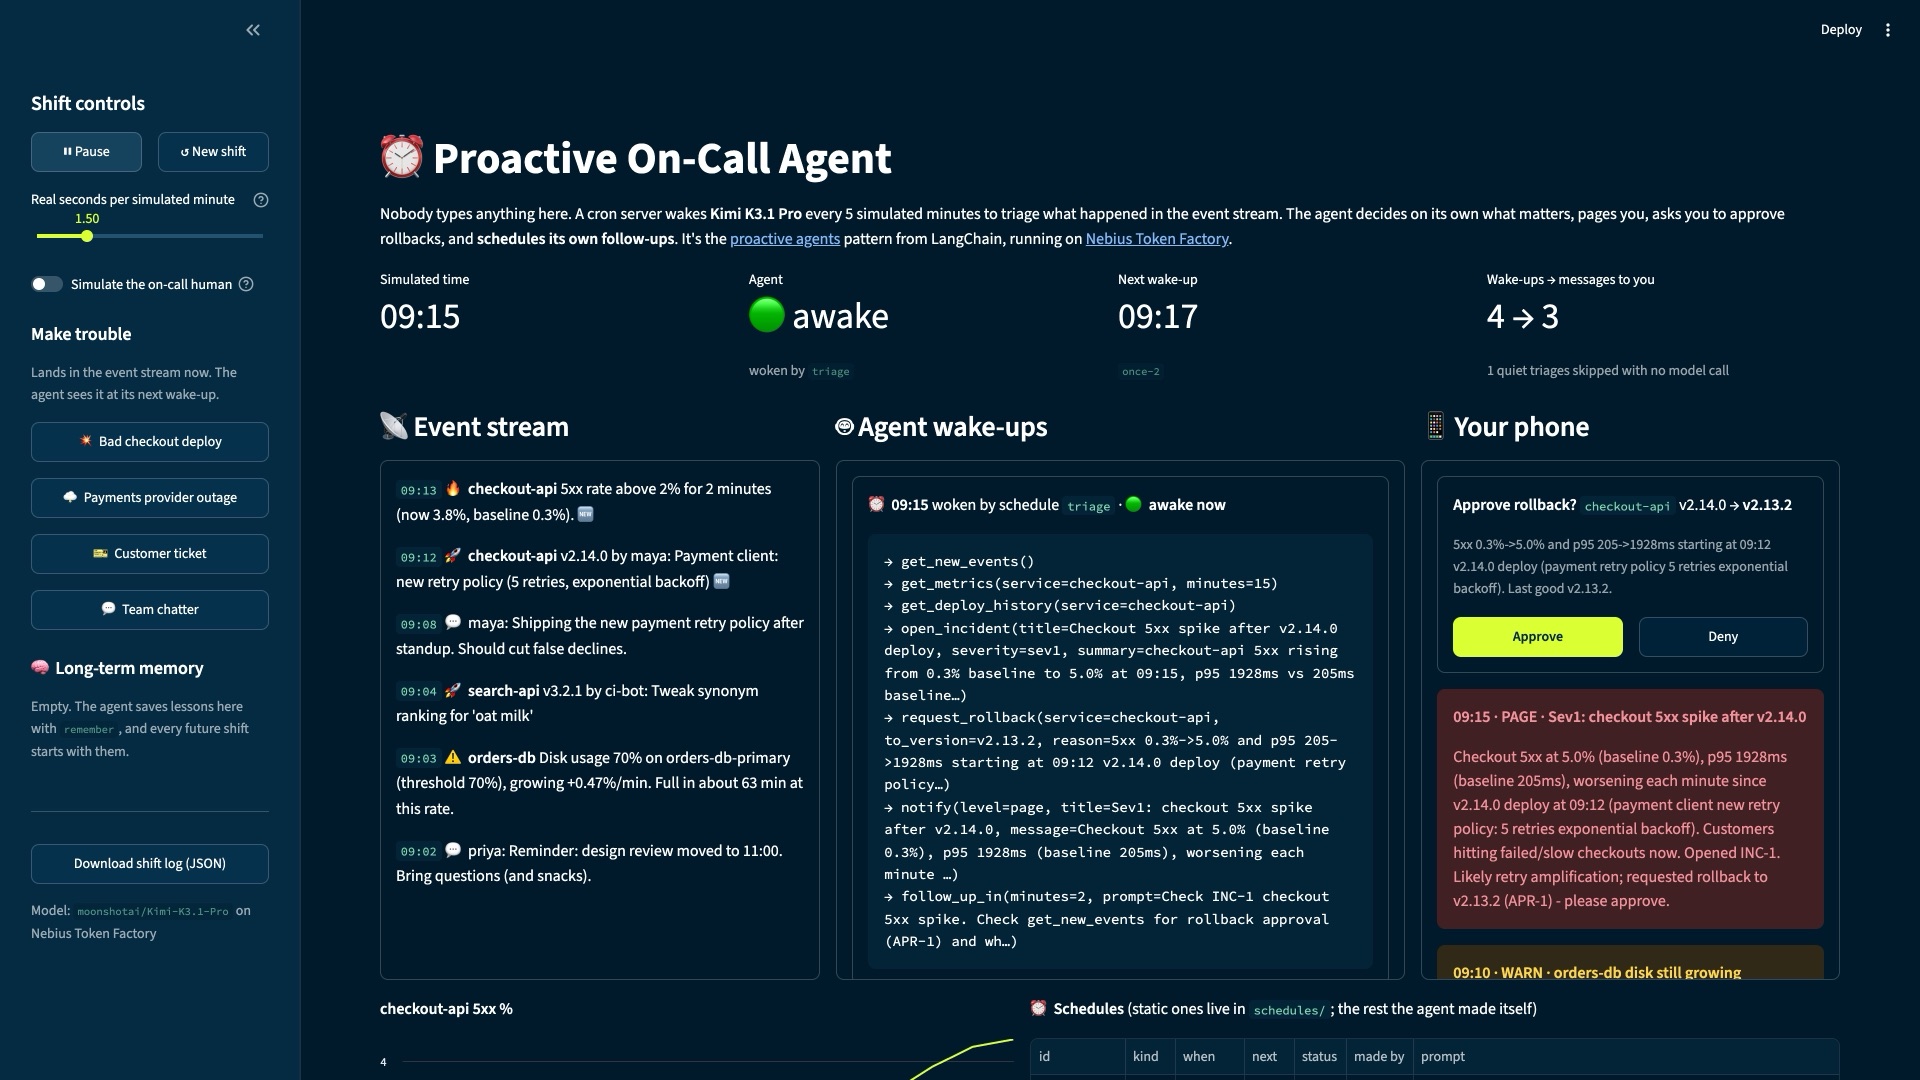 Deploy
Shift controls
Pause
↺ New shift
Real seconds per simulated minute
1.50
Simulate the on-call human
Make trouble
Lands in the event stream now. The
agent sees it at its next wake-up.
Bad checkout deploy
Payments provider outage
Customer ticket
Team chatter
Long-term memory
Empty. The agent saves lessons here
with remember , and every future shift
starts with them.
Download shift log (JSON)
Model: moonshotai/Kimi-K3.1-Pro on
Nebius Token Factory
Proactive On-Call Agent
Nobody types anything here. A cron server wakes Kimi K3.1 Pro every 5 simulated minutes to triage what happened in the event stream. The agent decides on its own what matters, pages you, asks you to approve
rollbacks, and schedules its own follow-ups. It's the proactive agents pattern from LangChain, running on Nebius Token Factory.
Simulated time
09:15
Agent
awake
woken by triage
Next wake-up
09:17
once-2
Wake-ups → messages to you
4 → 3
1 quiet triages skipped with no model call
Event stream
09:13 checkout-api 5xx rate above 2% for 2 minutes
(now 3.8%, baseline 0.3%). NEW
09:12 checkout-api v2.14.0 by maya: Payment client:
new retry policy (5 retries, exponential backoff) NEW
09:08 maya: Shipping the new payment retry policy after
standup. Should cut false declines.
09:04 search-api v3.2.1 by ci-bot: Tweak synonym
ranking for 'oat milk'
09:03 orders-db Disk usage 70% on orders-db-primary
(threshold 70%), growing +0.47%/min. Full in about 63 min at
this rate.
09:02 priya: Reminder: design review moved to 11:00.
Bring questions (and snacks).
Agent wake-ups
09:15 woken by schedule triage · awake now
→ get_new_events()
→ get_metrics(service=checkout-api, minutes=15)
→ get_deploy_history(service=checkout-api)
→ open_incident(title=Checkout 5xx spike after v2.14.0
deploy, severity=sev1, summary=checkout-api 5xx rising
from 0.3% baseline to 5.0% at 09:15, p95 1928ms vs 205ms
baseline…)
→ request_rollback(service=checkout-api,
to_version=v2.13.2, reason=5xx 0.3%->5.0% and p95 205-
>1928ms starting at 09:12 v2.14.0 deploy (payment retry
policy…)
→ notify(level=page, title=Sev1: checkout 5xx spike
after v2.14.0, message=Checkout 5xx at 5.0% (baseline
0.3%), p95 1928ms (baseline 205ms), worsening each
minute …)
→ follow_up_in(minutes=2, prompt=Check INC-1 checkout
5xx spike. Check get_new_events for rollback approval
(APR-1) and wh…)
Your phone
Approve rollback? checkout-api v2.14.0 → v2.13.2
5xx 0.3%->5.0% and p95 205->1928ms starting at 09:12
v2.14.0 deploy (payment retry policy 5 retries exponential
backoff). Last good v2.13.2.
Approve
Deny
09:15 · PAGE · Sev1: checkout 5xx spike after v2.14.0
Checkout 5xx at 5.0% (baseline 0.3%), p95 1928ms
(baseline 205ms), worsening each minute since
v2.14.0 deploy at 09:12 (payment client new retry
policy: 5 retries exponential backoff). Customers
hitting failed/slow checkouts now. Opened INC-1.
Likely retry amplification; requested rollback to
v2.13.2 (APR-1) - please approve.
09:10 · WARN · orders-db disk still growing
checkout-api 5xx %
4
Schedules (static ones live in schedules/ ; the rest the agent made itself)
id kind when next status made by prompt